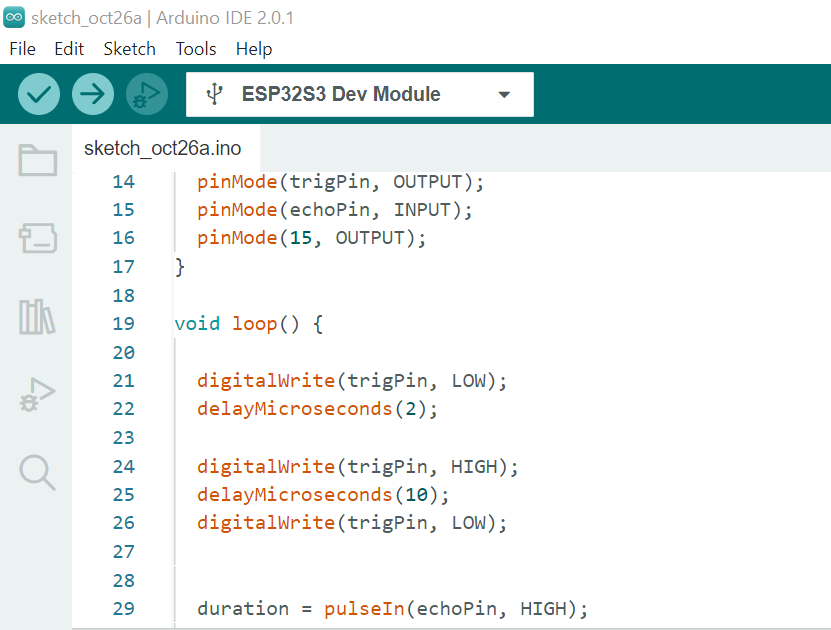 sketch_oct26a | Arduino IDE 2.0.1
File Edit Sketch Tools Help
ESP32S3 Dev Module
sketch_oct26a.ino
14 pinMode(trigPin, OUTPUT);
15 pinMode(echoPin, INPUT);
16 pinMode(15, OUTPUT);
17 }
18
19 void loop() {
20
21 digitalWrite(trigPin, LOW);
22 delayMicroseconds(2);
23
24 digitalWrite(trigPin, HIGH);
25 delayMicroseconds(10);
26 digitalWrite(trigPin, LOW);
27
28
29 duration = pulseIn(echoPin, HIGH);